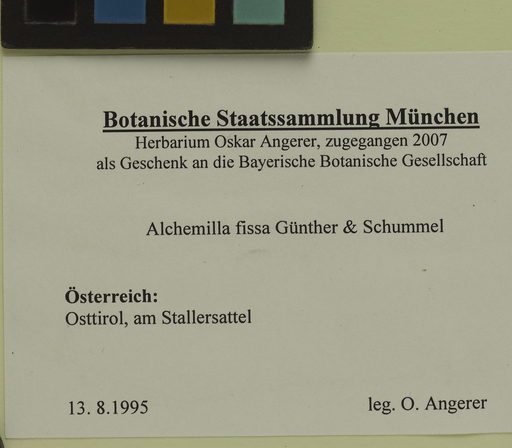 Botanische Staatssammlung München
Herbarium Oskar Angerer, zugegangen 2007
als Geschenk an die Bayerische Botanische Gesellschaft
Alchemilla fissa Günther & Schummel
Österreich:
Osttirol, am Stallersattel
13. 8.1995
leg. O. Angerer